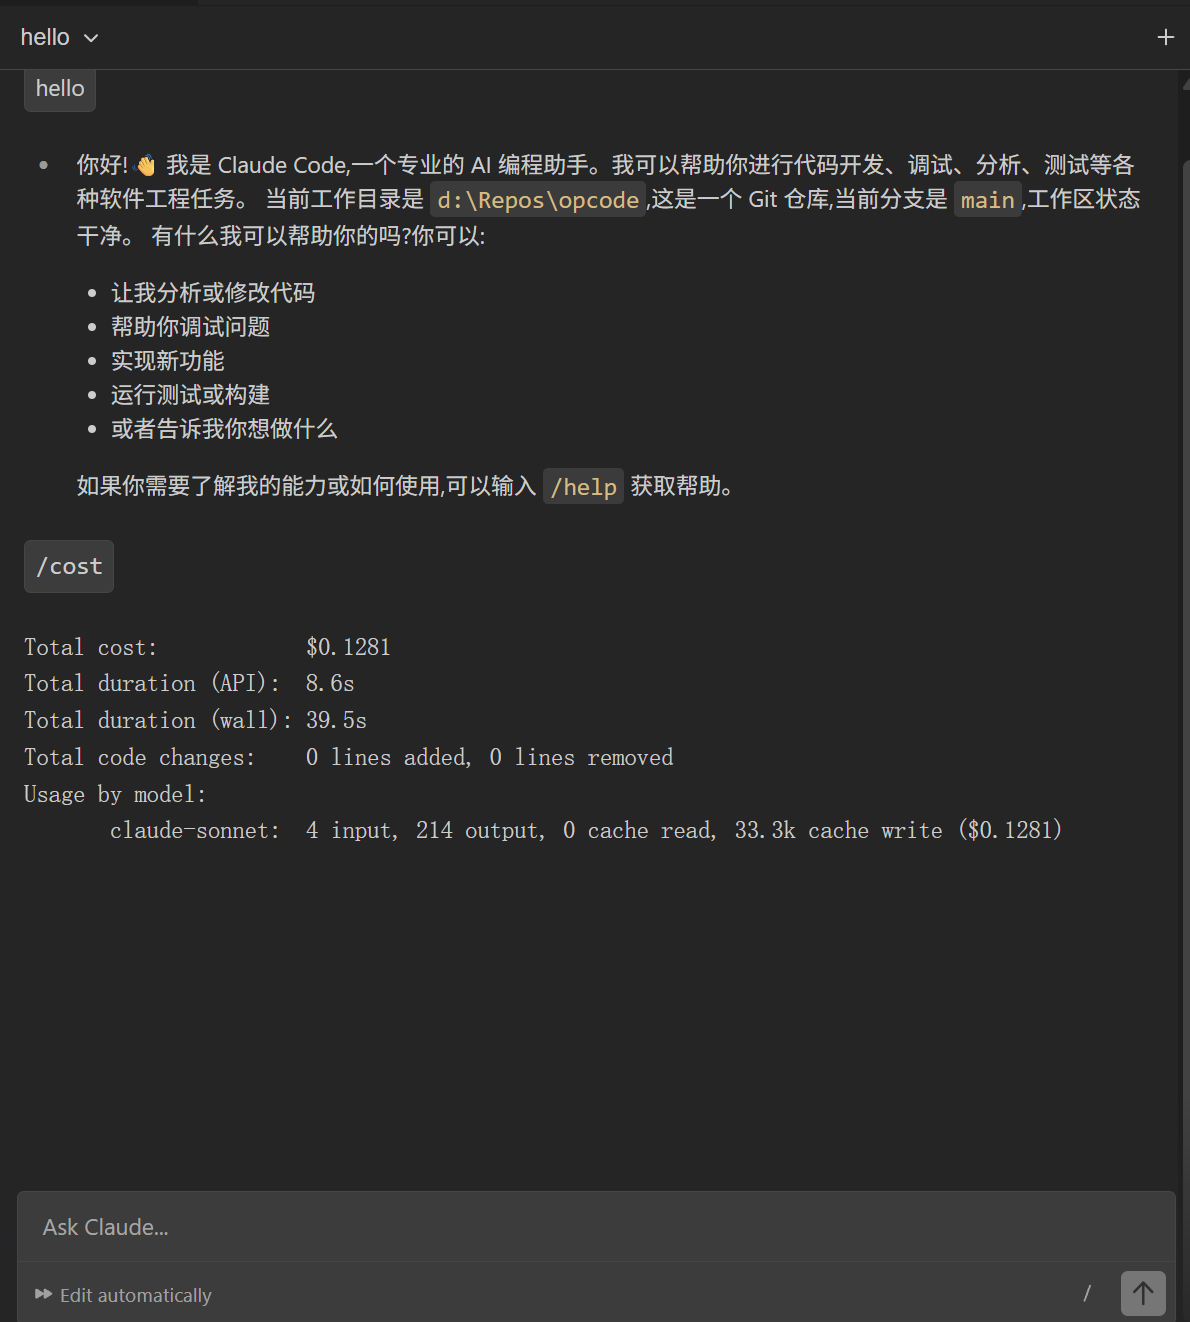 hello
hello
你好!👋 我是 Claude Code,一个专业的 AI 编程助手。我可以帮助你进行代码开发、调试、分析、测试等各
种软件工程任务。 当前工作目录是 d:\Repos\opcode ,这是一个 Git 仓库,当前分支是 main ,工作区状态
干净。 有什么我可以帮助你的吗?你可以:
让我分析或修改代码
帮助你调试问题
实现新功能
运行测试或构建
或者告诉我你想做什么
如果你需要了解我的能力或如何使用,可以输入 /help 获取帮助。
/cost
Total cost: $0.1281
Total duration (API): 8.6s
Total duration (wall): 39.5s
Total code changes: 0 lines added, 0 lines removed
Usage by model:
claude-sonnet: 4 input, 214 output, 0 cache read, 33.3k cache write ($0.1281)
Ask Claude...
Edit automatically /